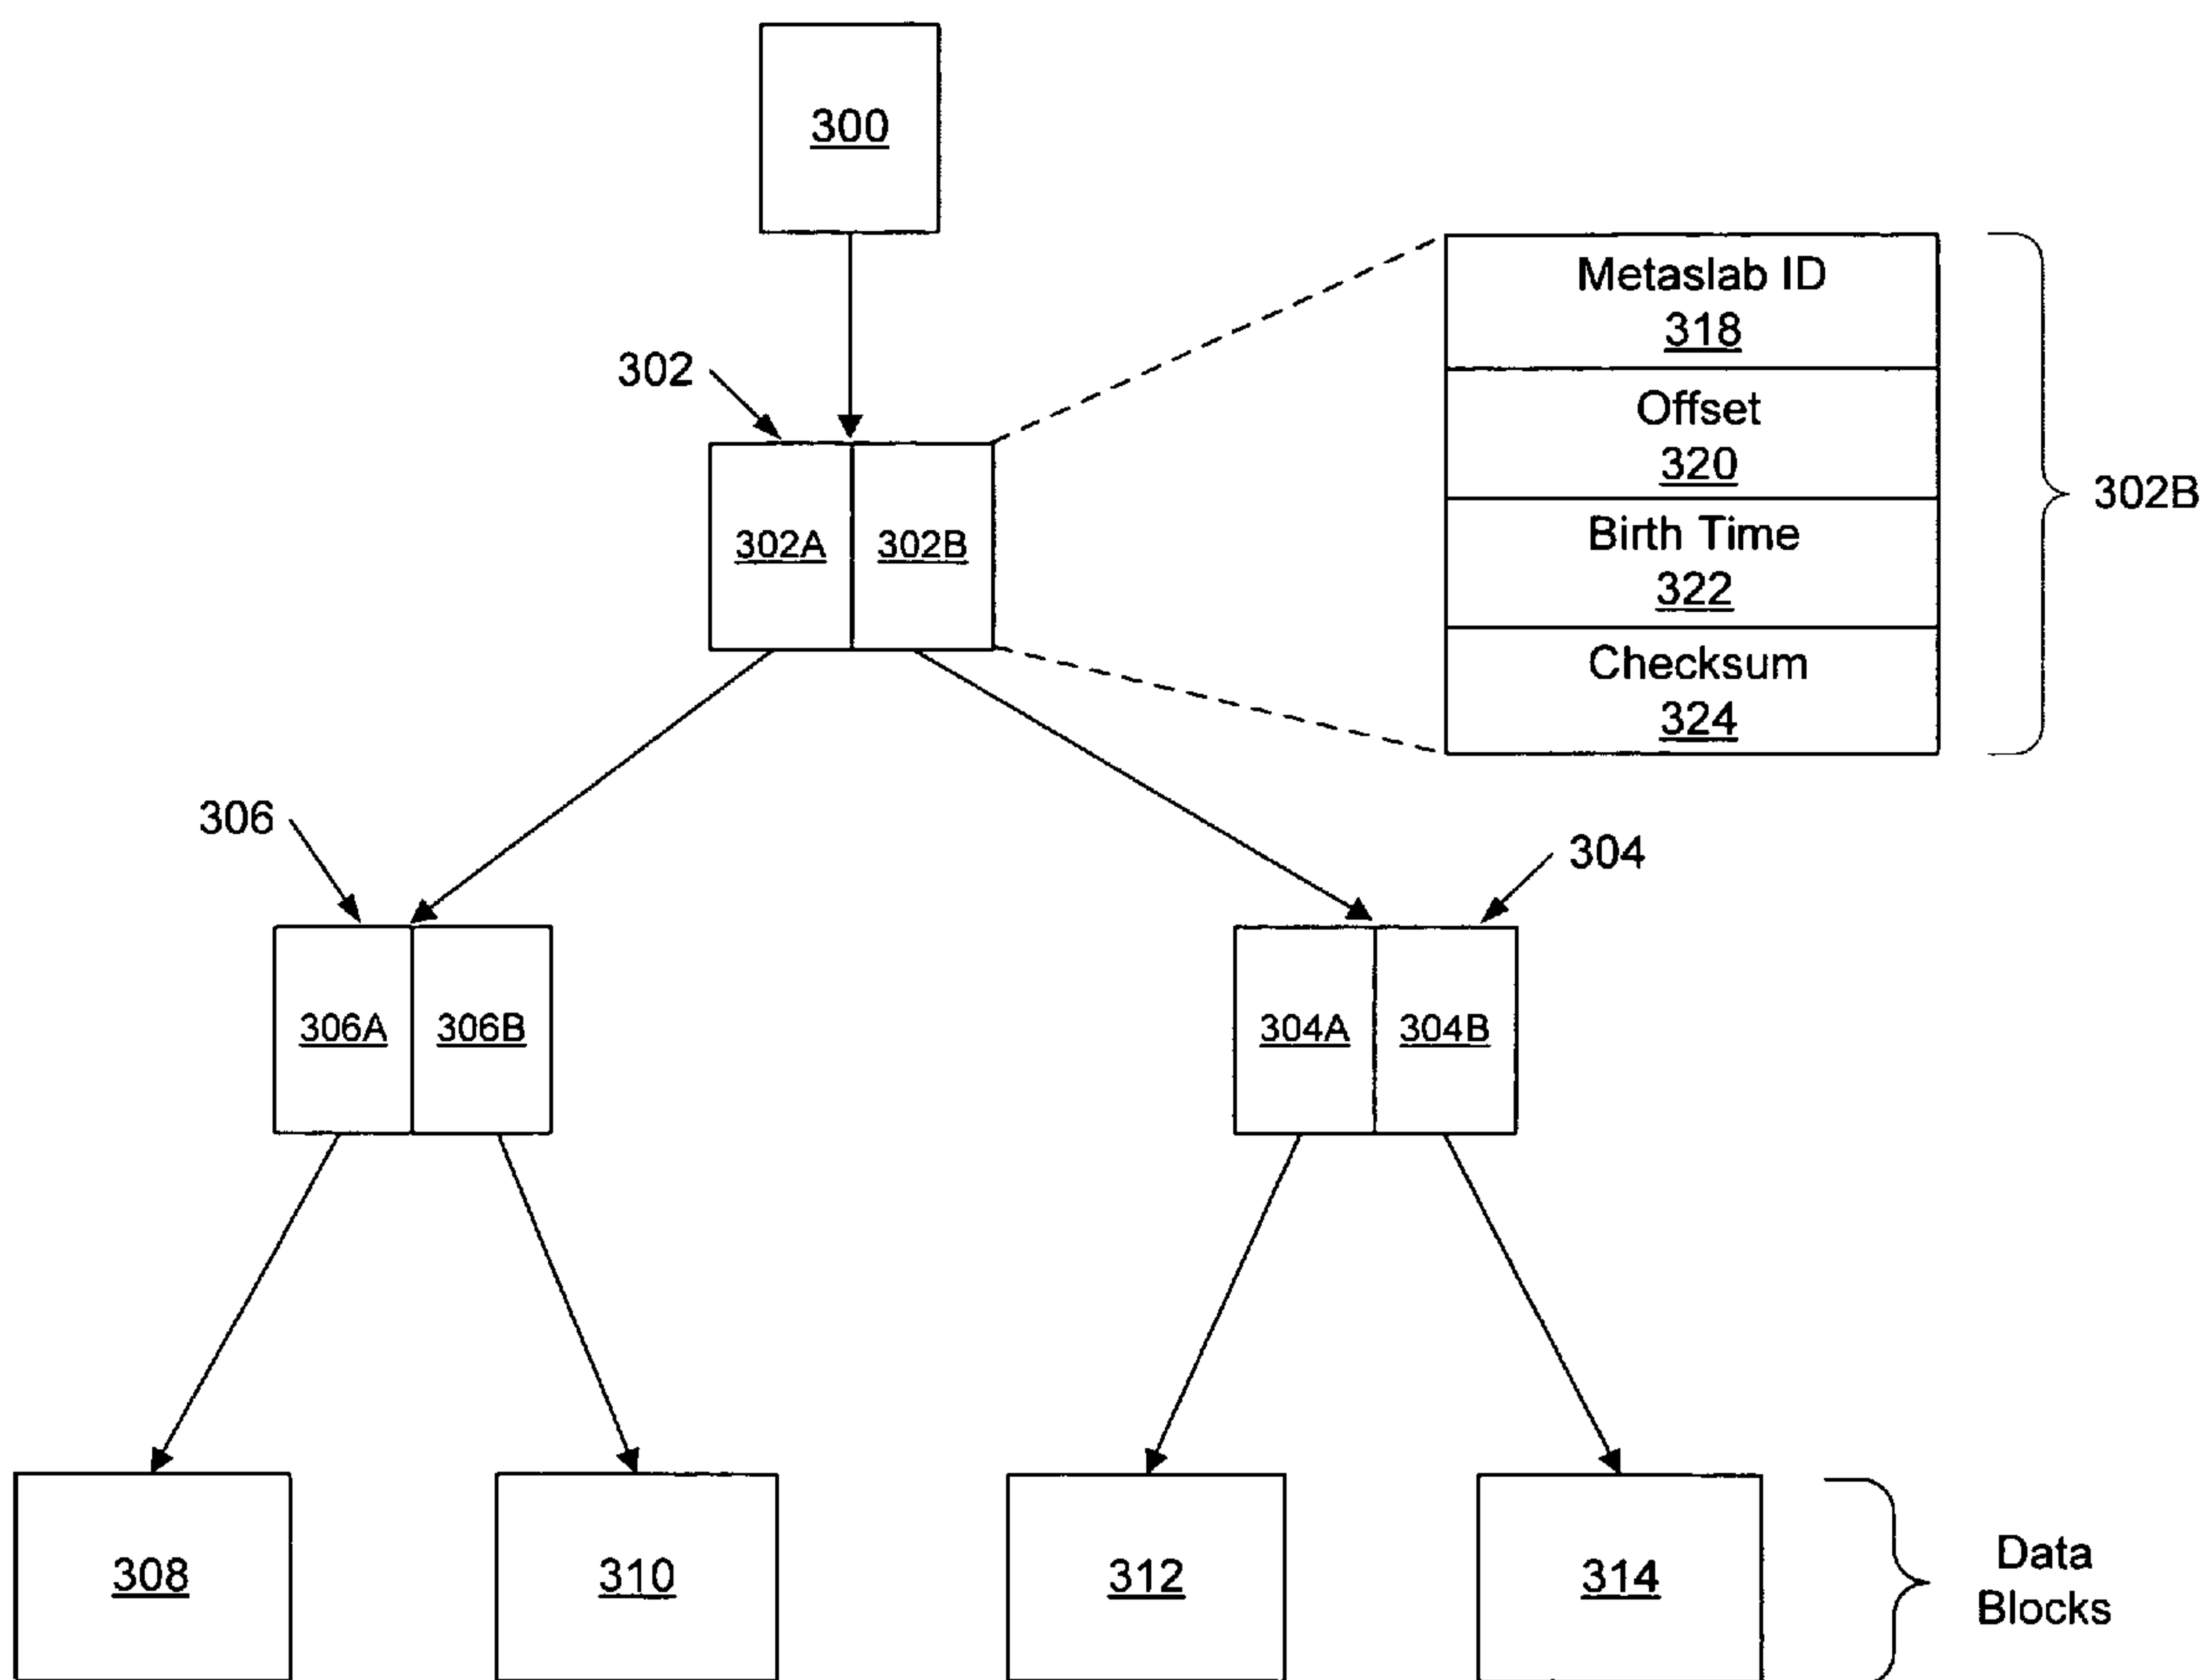 300
Metaslab ID
318
302
Offset
320
302B
Birth Time
322
302A
302B
Checksum
324
306
304
306A
306B
304A
304B
308
310
312
314
Data
Blocks